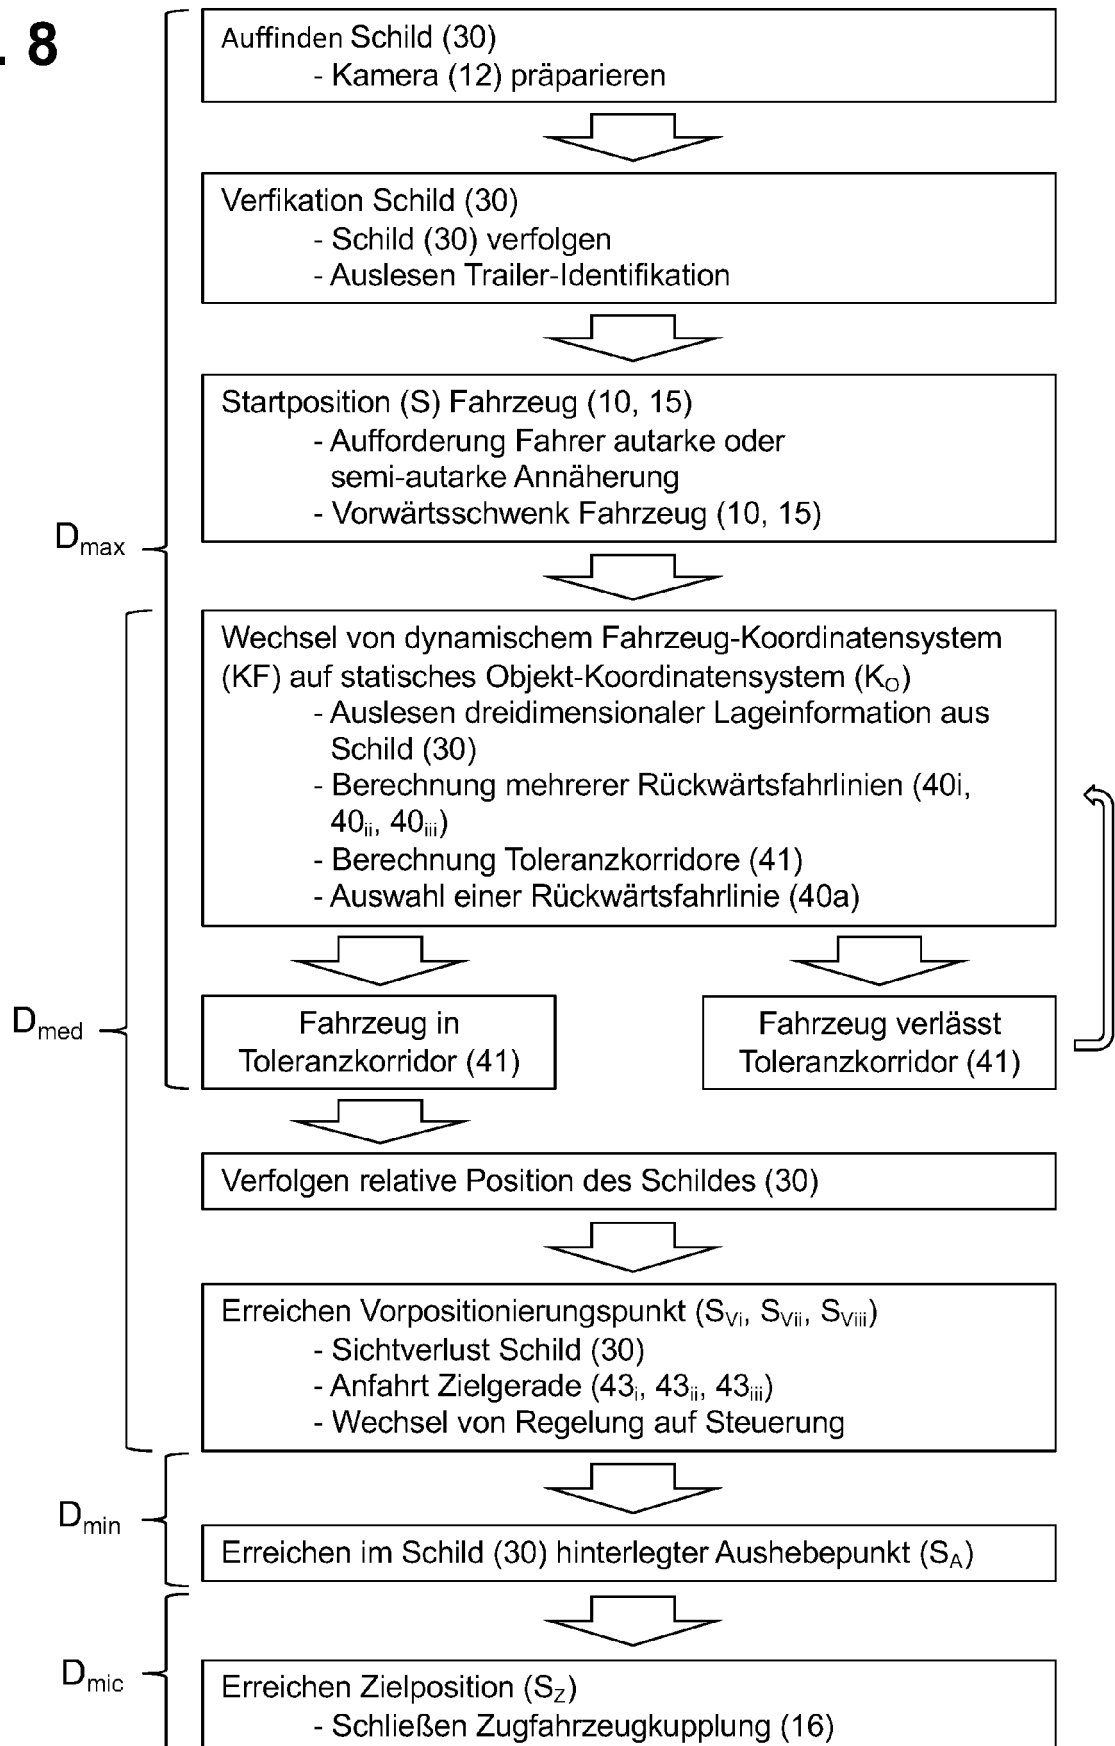 . 8
Auffinden Schild (30)
- Kamera (12) präparieren
Verfikation Schild (30)
- Schild (30) verfolgen
- Auslesen Trailer-Identifikation
Startposition (S) Fahrzeug (10, 15)
- Aufforderung Fahrer autarke oder
semi-autarke Annäherung
- Vorwärtsschwenk Fahrzeug (10, 15)
Dmax
Wechsel von dynamischem Fahrzeug-Koordinatensystem
(KF) auf statisches Objekt-Koordinatensystem (KO)
- Auslesen dreidimensionaler Lageinformation aus
Schild (30)
- Berechnung mehrerer Rückwärtsfahrlinien (40i,
40ii, 40iii)
- Berechnung Toleranzkorridore (41)
- Auswahl einer Rückwärtsfahrlinie (40a)
Dmed
Fahrzeug in
Toleranzkorridor (41)
Fahrzeug verlässt
Toleranzkorridor (41)
Verfolgen relative Position des Schildes (30)
Erreichen Vorpositionierungspunkt (SVi, SVii, SViii)
- Sichtverlust Schild (30)
- Anfahrt Zielgerade (43i, 43ii, 43iii)
- Wechsel von Regelung auf Steuerung
Dmin
Erreichen im Schild (30) hinterlegter Aushebepunkt (SA)
Dmic
Erreichen Zielposition (SZ)
- Schließen Zugfahrzeugkupplung (16)